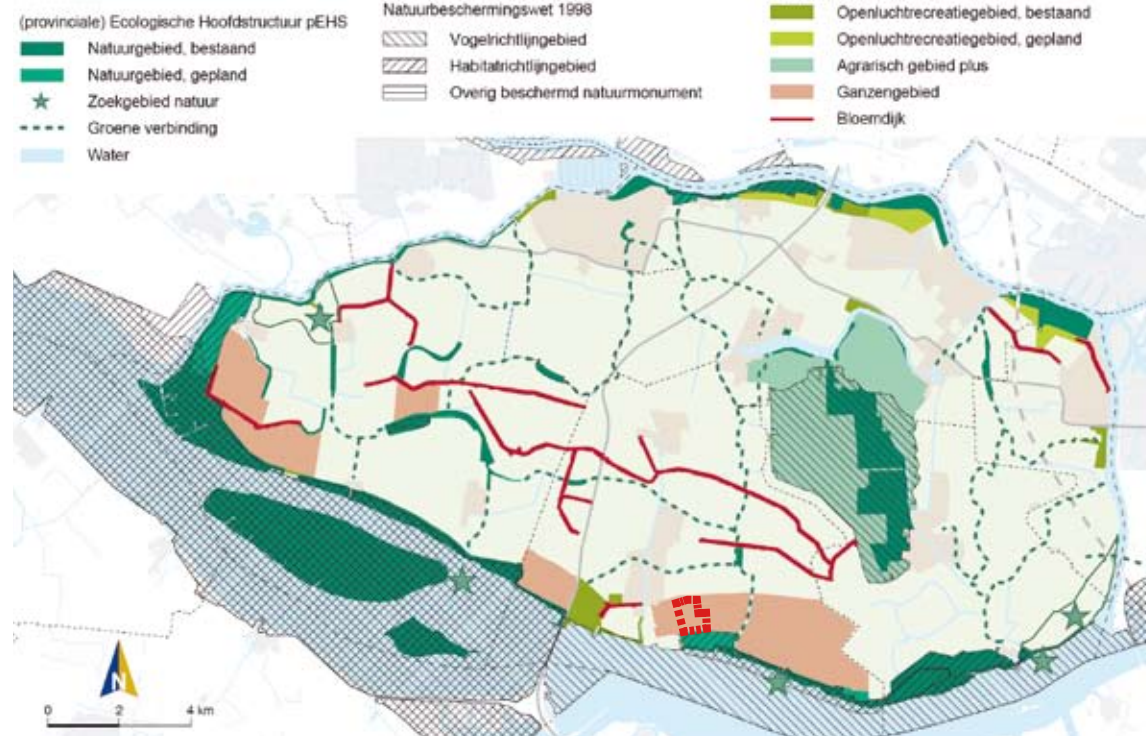 (provinciale) Ecologische Hoofdstructuur pEHS
Natuurgebied, bestaand
Natuurgebied, gepland
Zoekgebied natuur
Groene verbinding
Water
Natuurbeschermingswet 1998
Vogelrichtlijngebied
Habitatrichtlijngebied
Overig beschermd natuurmonument
Openluchtrecreatiegebied, bestaand
Openluchtrecreatiegebied, gepland
Agrarisch gebied plus
Ganzengebied
Bloemdijk
N
0 2 4 km